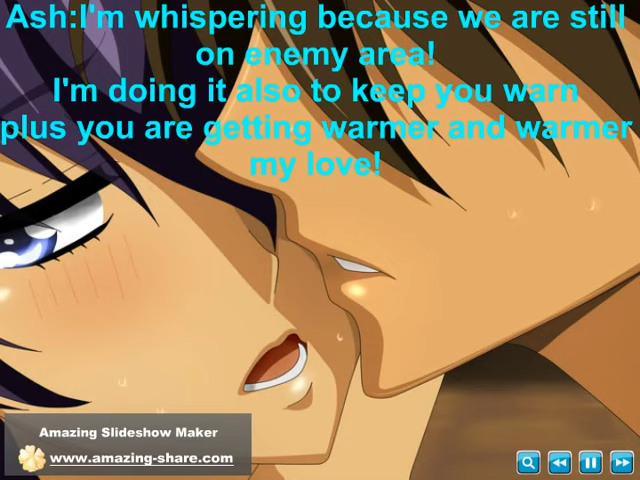 Ash:I'm whispering because we are still
on enemy area!
I'm doing it also to keep you warn
plus you are getting warmer and warmer
my love!
Amazing Slideshow Maker
www.amazing-share.com